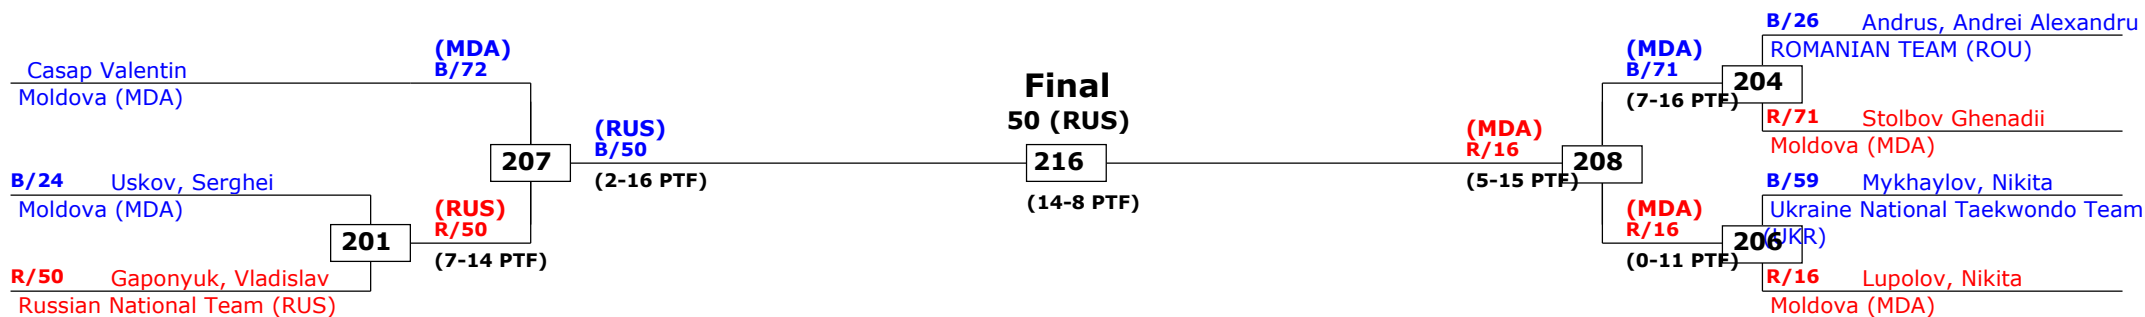 Casap Valentin
Moldova (MDA)
B/24 Uskov, Serghei
Moldova (MDA)
R/50 Gaponyuk, Vladislav
Russian National Team (RUS)
201
(MDA)
B/72
(RUS)
R/50
(7-14 PTF)
207
(RUS)
B/50
(2-16 PTF)
Final
50 (RUS)
216
(14-8 PTF)
(MDA)
R/16
(5-15 PTF)
208
(MDA)
B/71
(7-16 PTF)
(MDA)
R/16
(0-11 PTF)
204
206
B/26 Andrus, Andrei Alexandru
ROMANIAN TEAM (ROU)
R/71 Stolbov Ghenadii
Moldova (MDA)
B/59 Mykhaylov, Nikita
Ukraine National Taekwondo Team
(UKR)
R/16 Lupolov, Nikita
Moldova (MDA)